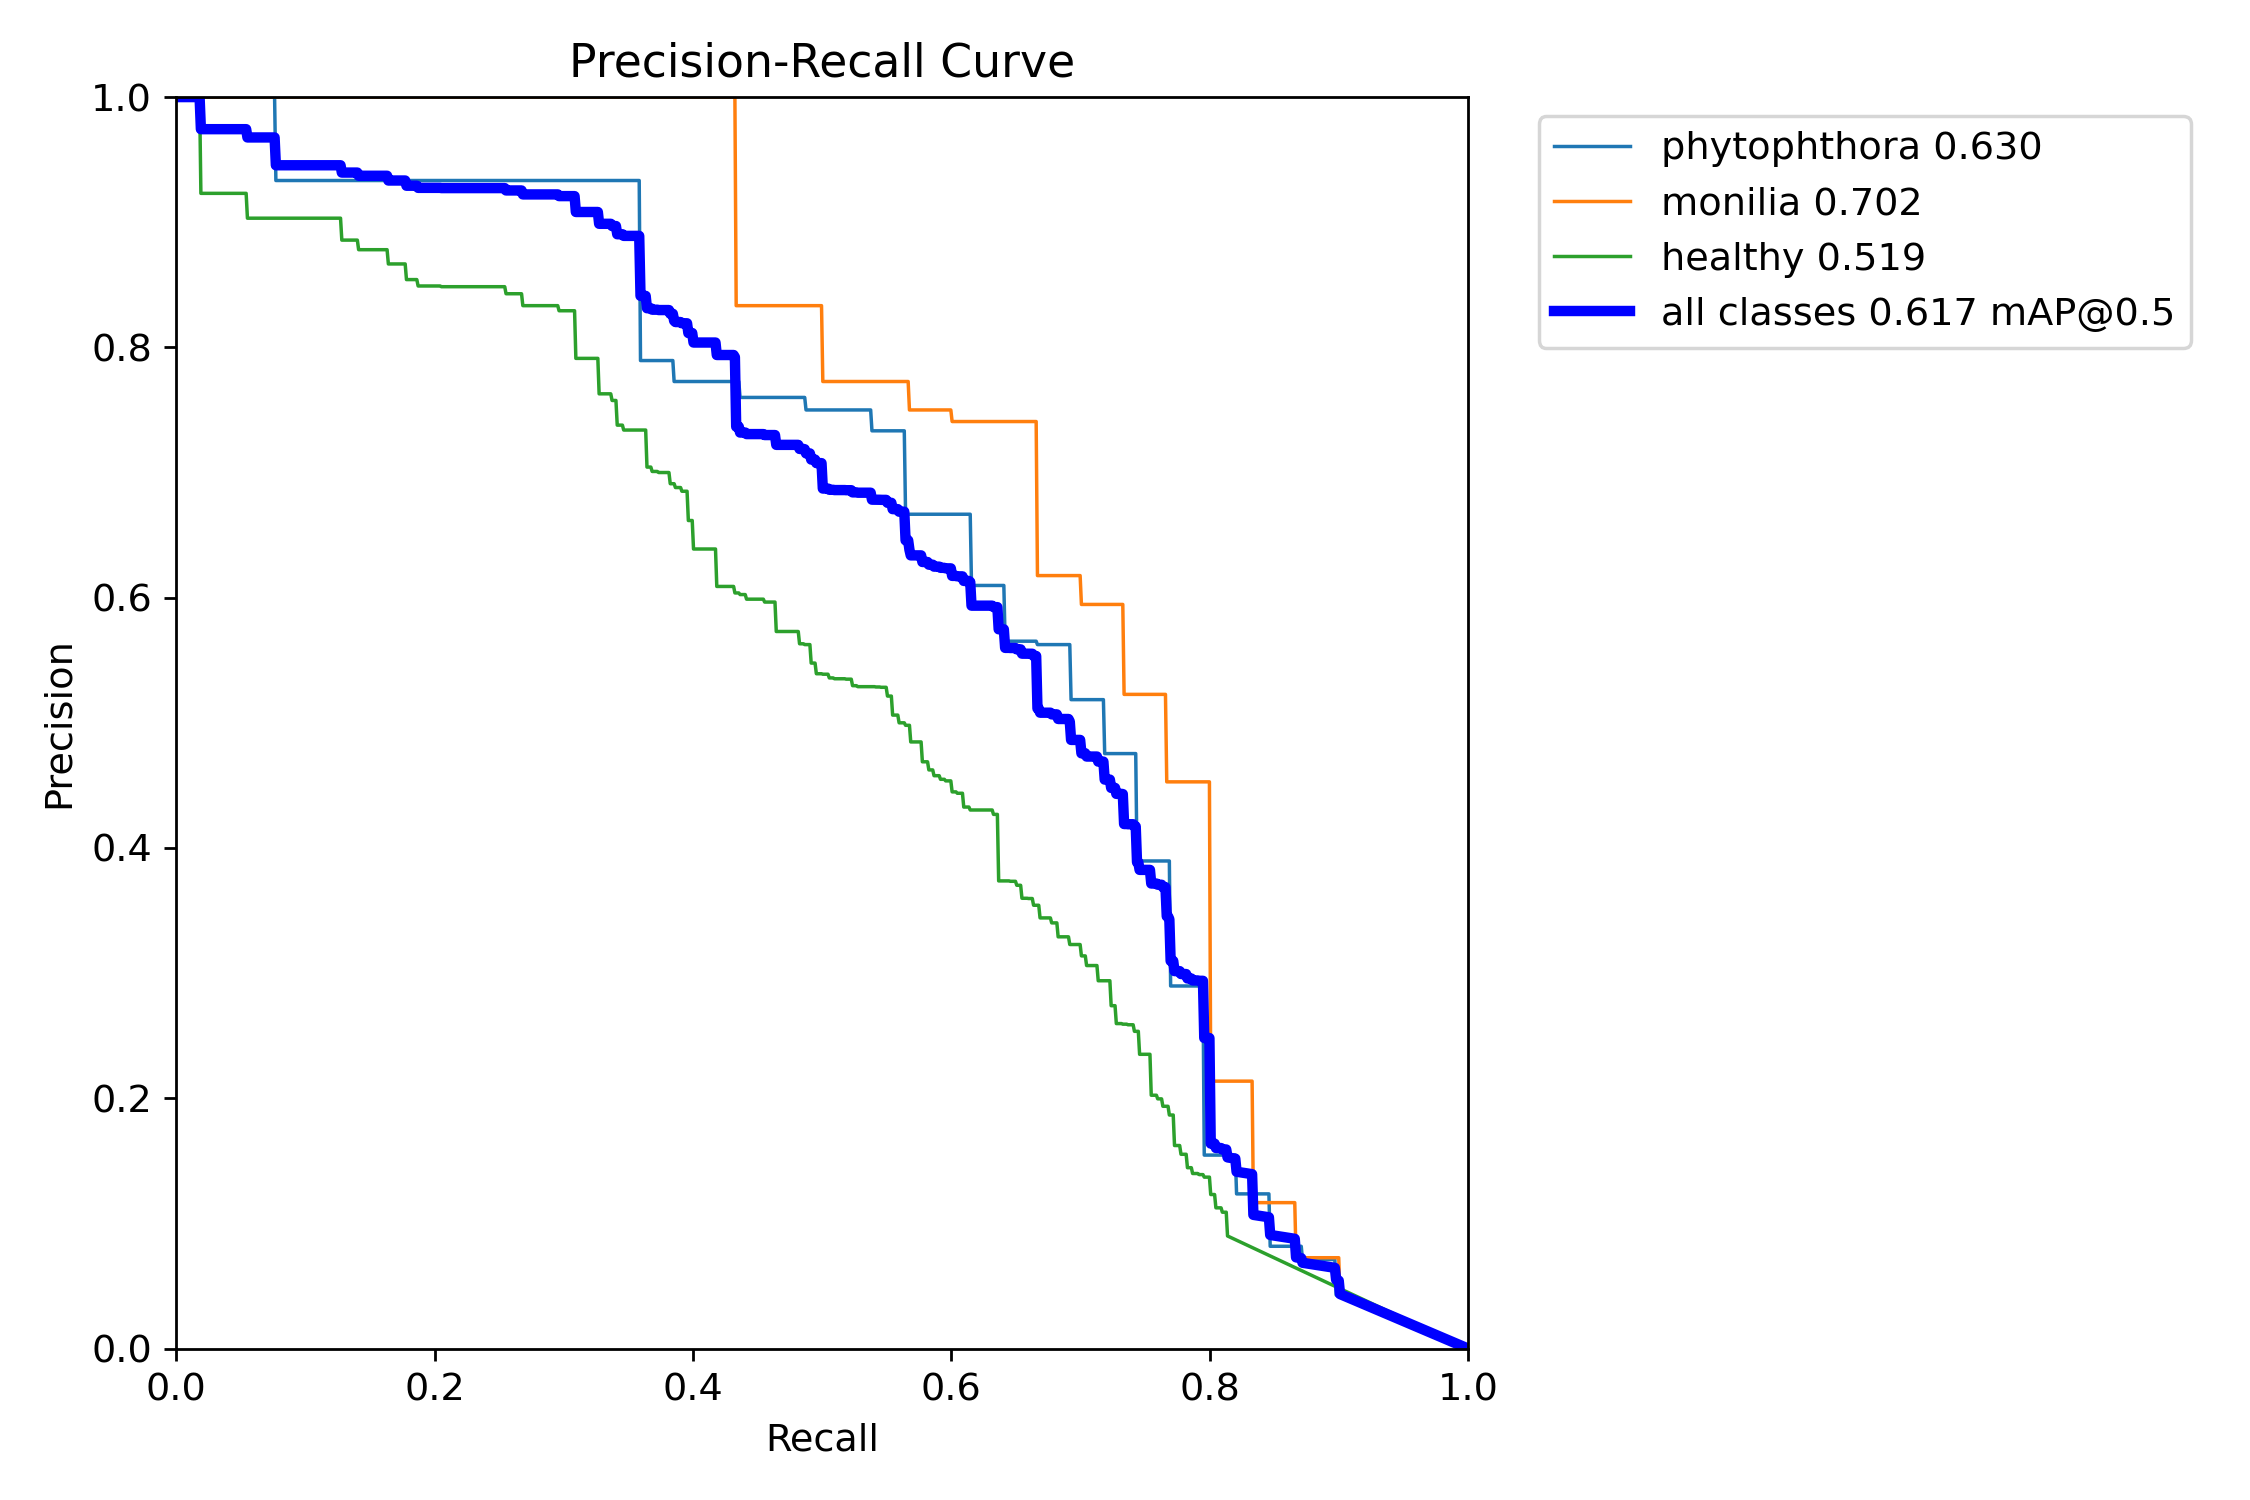 Precision-Recall Curve
phytophthora 0.630
monilia 0.702
healthy 0.519
all classes 0.617 mAP@0.5
Precision
1.0
0.8
0.6
0.4
0.2
0.0
0.0 0.2 0.4 0.6 0.8 1.0
Recall